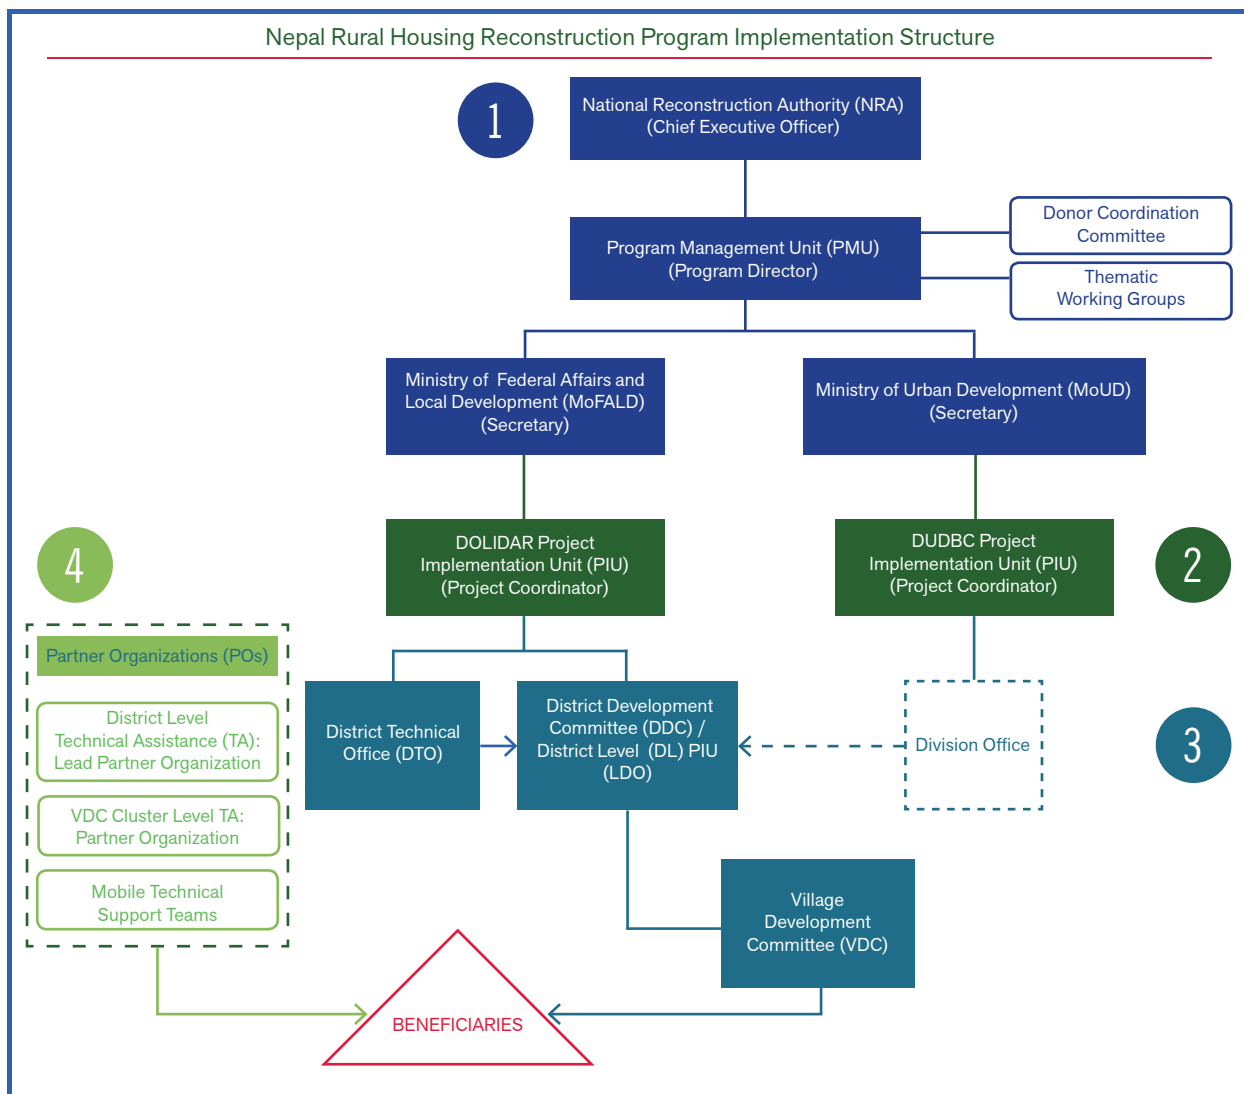 Nepal Rural Housing Reconstruction Program Implementation Structure
1
National Reconstruction Authority (NRA)
(Chief Executive Officer)
Program Management Unit (PMU)
(Program Director)
Donor Coordination
Committee
Thematic
Working Groups
Ministry of Federal Affairs and
Local Development (MoFALD)
(Secretary)
Ministry of Urban Development (MoUD)
(Secretary)
4
DOLIDAR Project
Implementation Unit (PIU)
(Project Coordinator)
DUDBC Project
Implementation Unit (PIU)
(Project Coordinator)
2
Partner Organizations (POs)
District Level
Technical Assistance (TA):
Lead Partner Organization
VDC Cluster Level TA:
Partner Organization
Mobile Technical
Support Teams
District Technical
Office (DTO)
District Development
Committee (DDC) /
District Level (DL) PIU
(LDO)
Division Office
3
Village
Development
Committee (VDC)
BENEFICIARIES